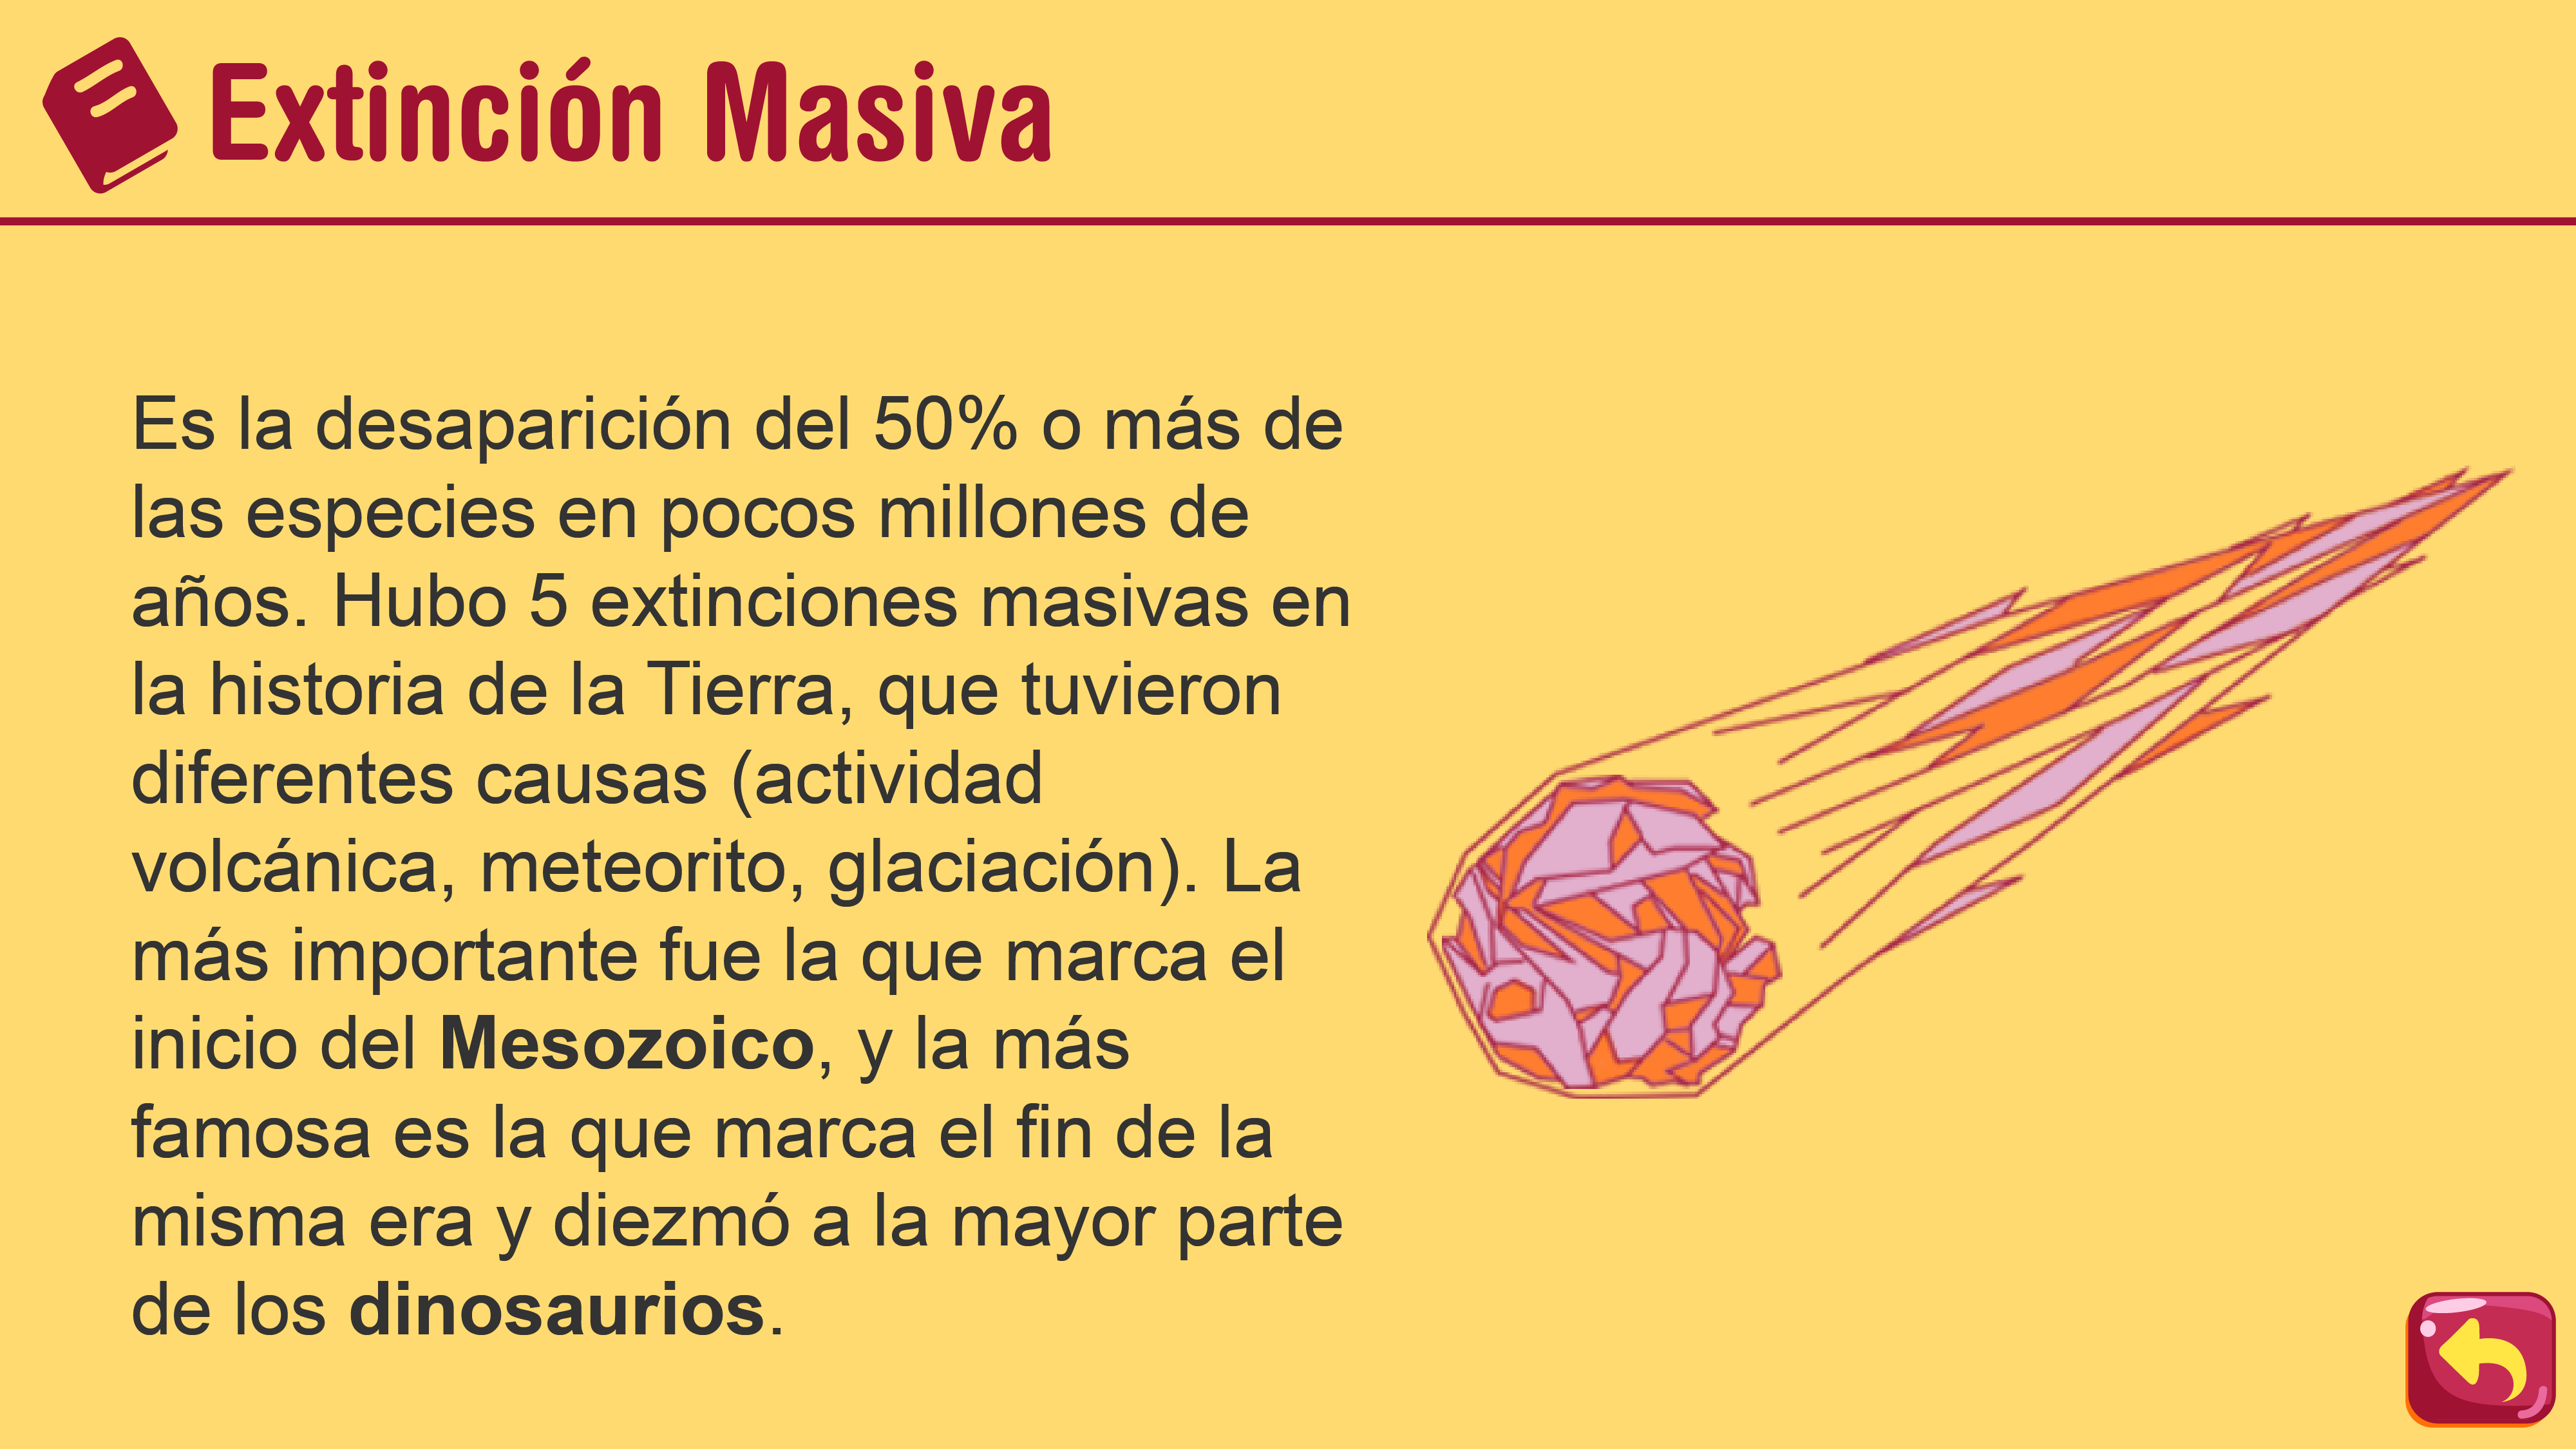 Extinción Masiva
Es la desaparición del 50% o más de
las especies en pocos millones de
años. Hubo 5 extinciones masivas en
la historia de la Tierra, que tuvieron
diferentes causas (actividad
volcánica, meteorito, glaciación). La
más importante fue la que marca el
inicio del Mesozoico, y la más
famosa es la que marca el fin de la
misma era y diezmó a la mayor parte
de los dinosaurios.